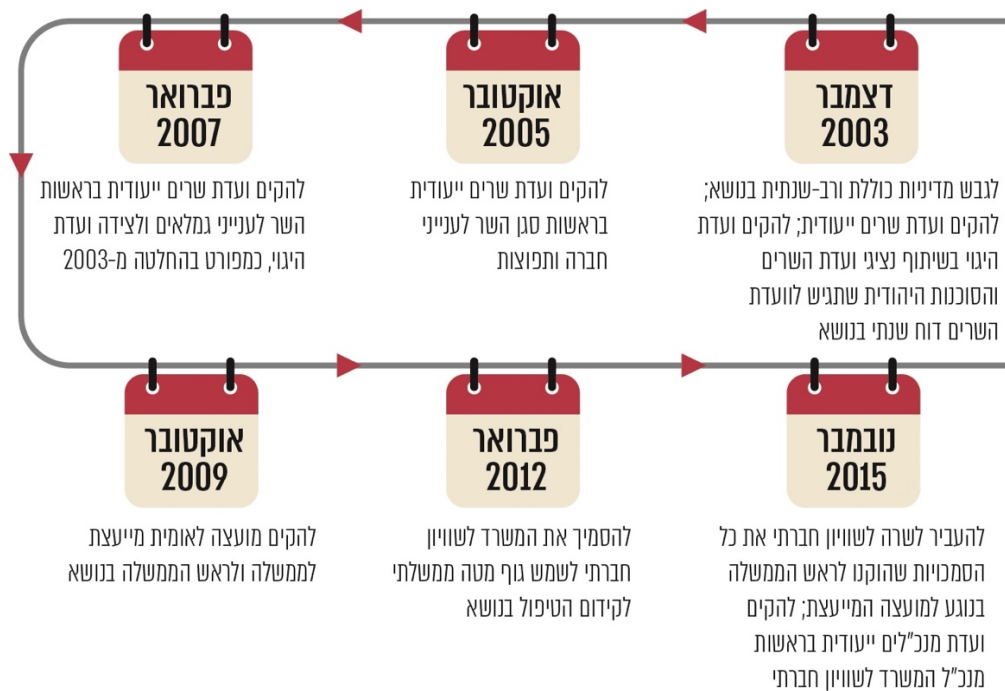 דצמבר
2003
לגבש מדיניות כוללת ורב-שנתית בנושא;
להקים ועדת שרים ייעודית; להקים ועדת
היגוי בשיתוף נציגי ועדת השרים
והסוכנות היהודית שתגיש לוועדת
השרים דוח שנתי בנושא
אוקטובר
2005
להקים ועדת שרים ייעודית
בראשות סגן השר לענייני
חברה ותפוצות
פברואר
2007
להקים ועדת שרים ייעודית בראשות
השר לענייני גמלאים ולצידה ועדת
היגוי, כמפורט בהחלטה מ-2003
אוקטובר
2009
להקים מועצה לאומית מייעצת
לממשלה ולראש הממשלה בנושא
פברואר
2012
להסמיך את המשרד לשוויון
חברתי לשמש גוף מטה ממשלתי
לקידום הטיפול בנושא
נובמבר
2015
להעביר לשרה לשוויון חברתי את כל
הסמכויות שהוקנו לראש הממשלה
בנוגע למועצה המייעצת; להקים
ועדת מנכ"לים ייעודית בראשות
מנכ"ל המשרד לשוויון חברתי